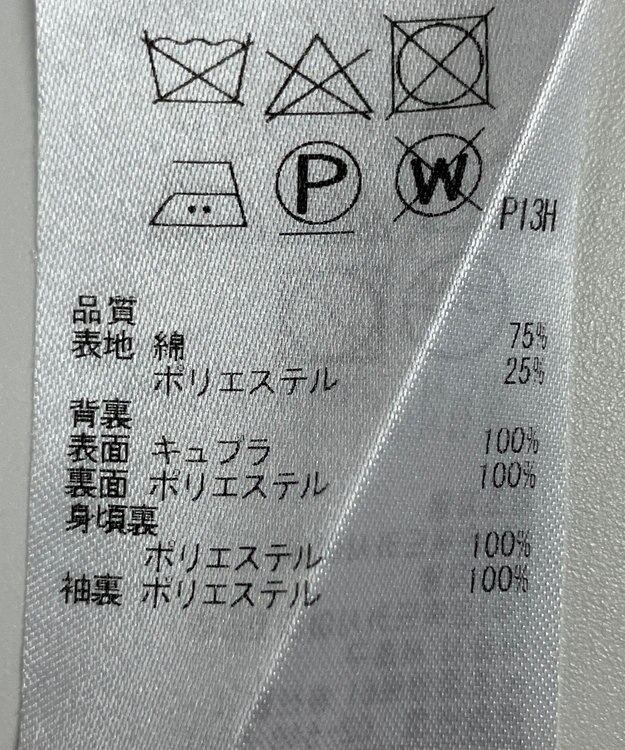 P W P13H
品質
表地 綿 75%
ポリエステル 25%
背裏
表面 キュプラ 100%
裏面 ポリエステル 100%
身頃裏
ポリエステル 100%
袖裏 ポリエステル 100%